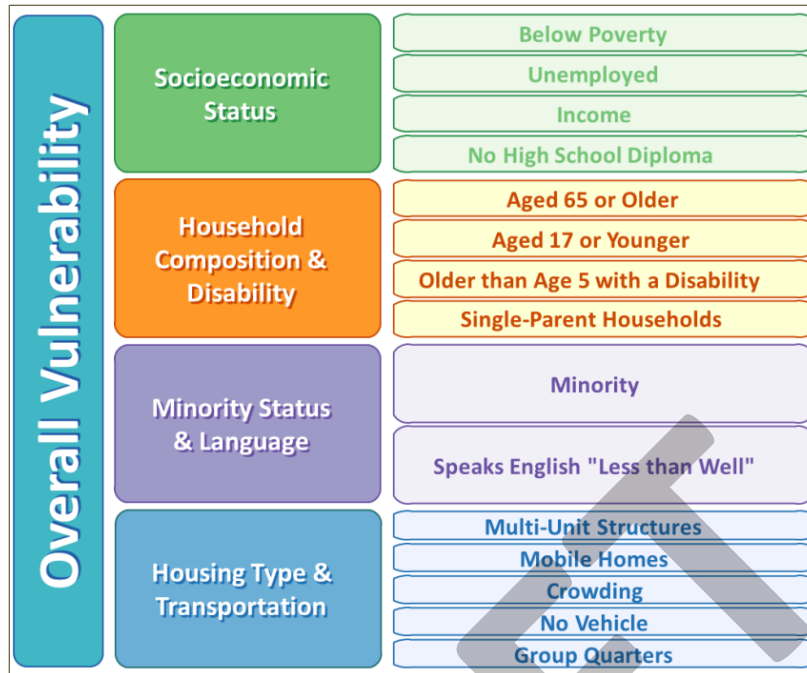 Overall Vulnerability
Socioeconomic
Status
Below Poverty
Unemployed
Income
No High School Diploma
Household
Composition &
Disability
Aged 65 or Older
Aged 17 or Younger
Older than Age 5 with a Disability
Single-Parent Households
Minority Status
& Language
Minority
Speaks English "Less than Well"
Housing Type &
Transportation
Multi-Unit Structures
Mobile Homes
Crowding
No Vehicle
Group Quarters